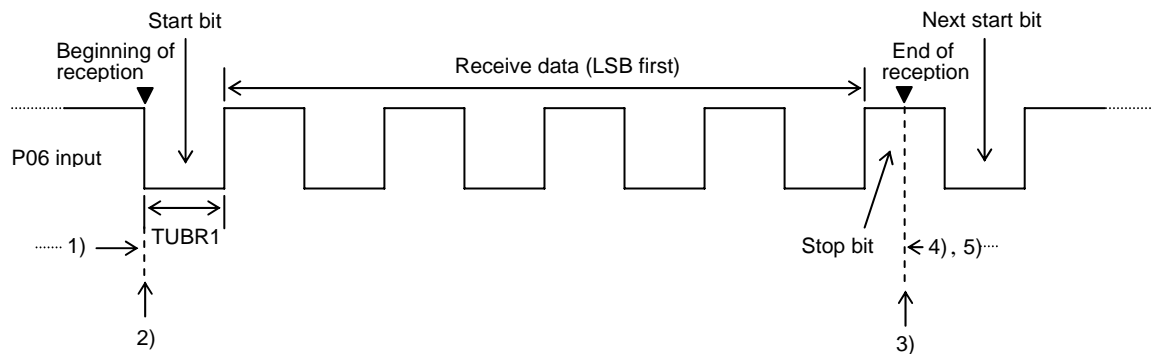 Start bit
Next start bit
Beginning of
reception
End of
reception
Receive data (LSB first)
P06 input
TUBR1
Stop bit
1)
4), 5)
2)
3)